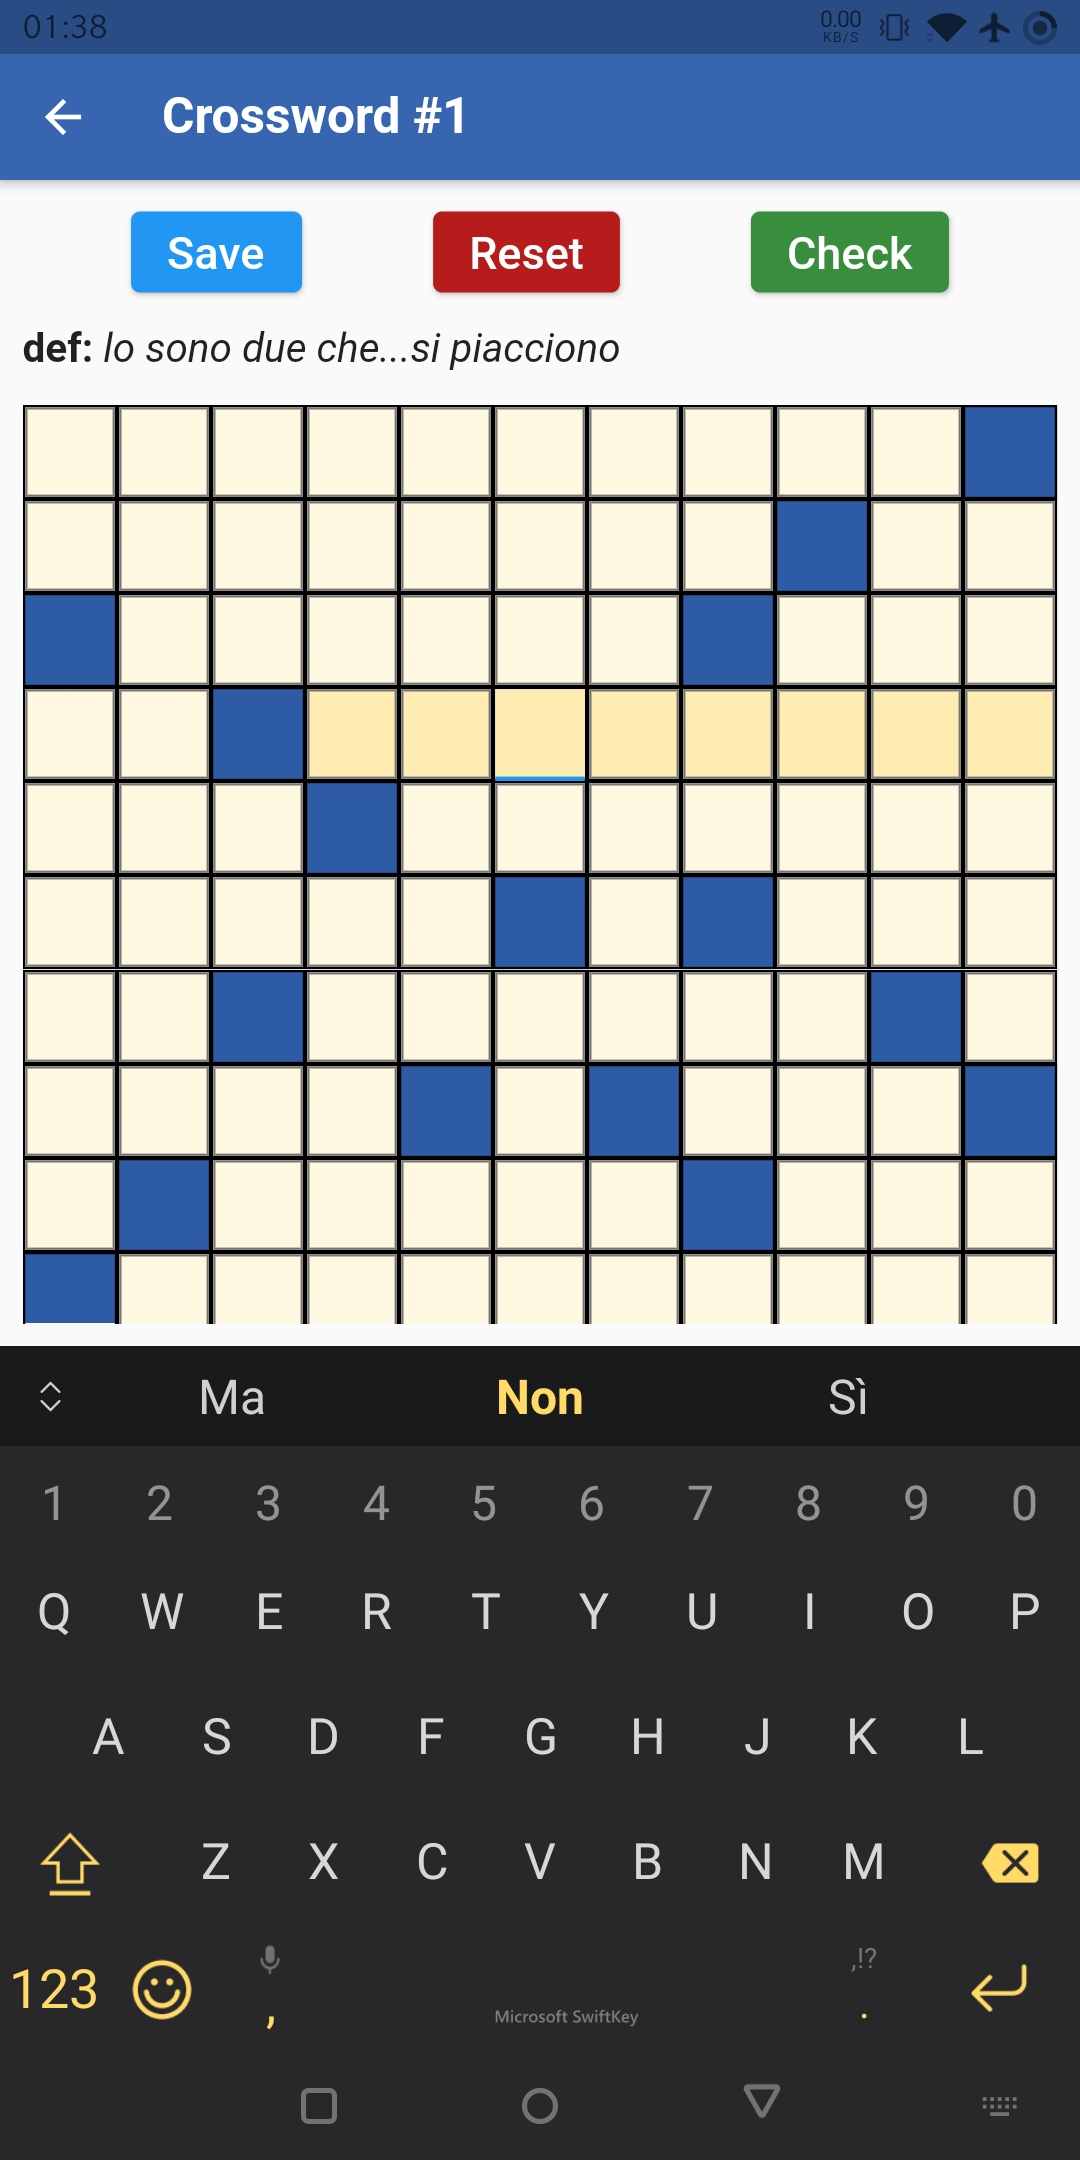 01:38
0.00
KB/S
Crossword #1
Save Reset Check
def: lo sono due che...si piacciono
Ma Non Sì
1 2 3 4 5 6 7 8 9 0
Q W E R T Y U I O P
A S D F G H J K L
Z X C V B N M
,!?
123 , Microsoft SwiftKey .